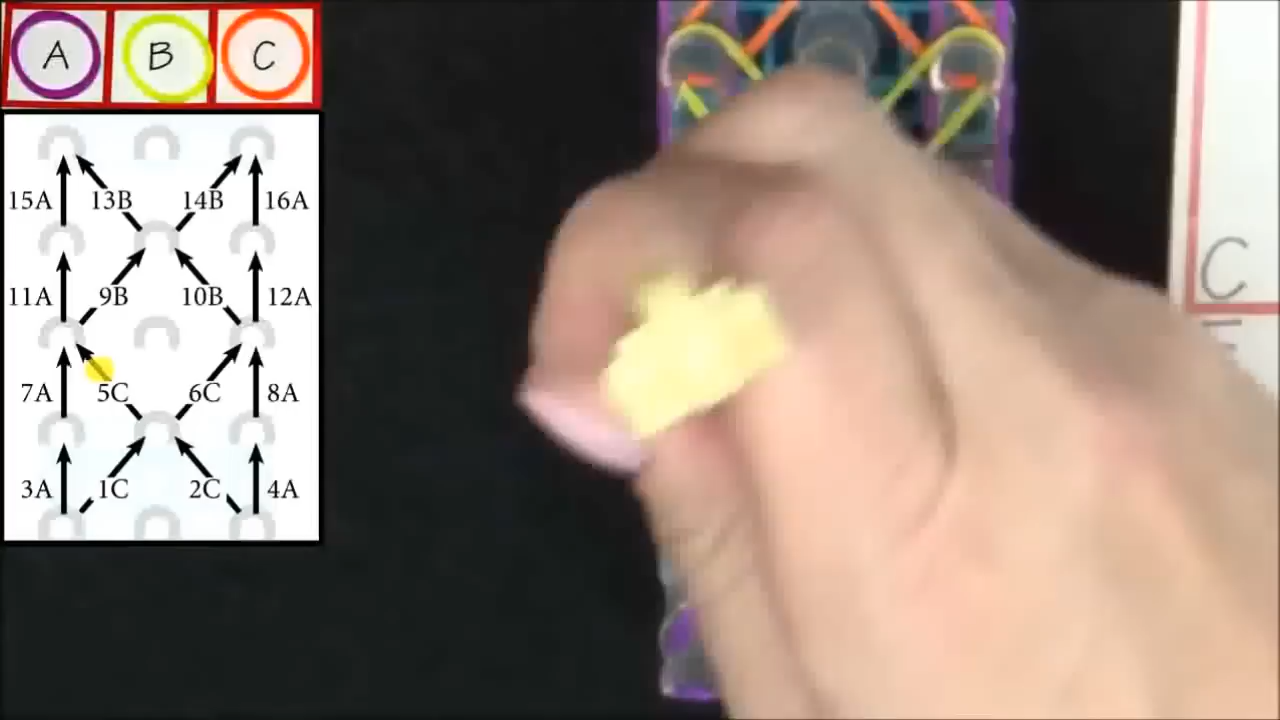 A B C
15A 13B 14B 16A
11A 9B 10B 12A
7A 5C 6C 8A
3A 1C 2C 4A
C